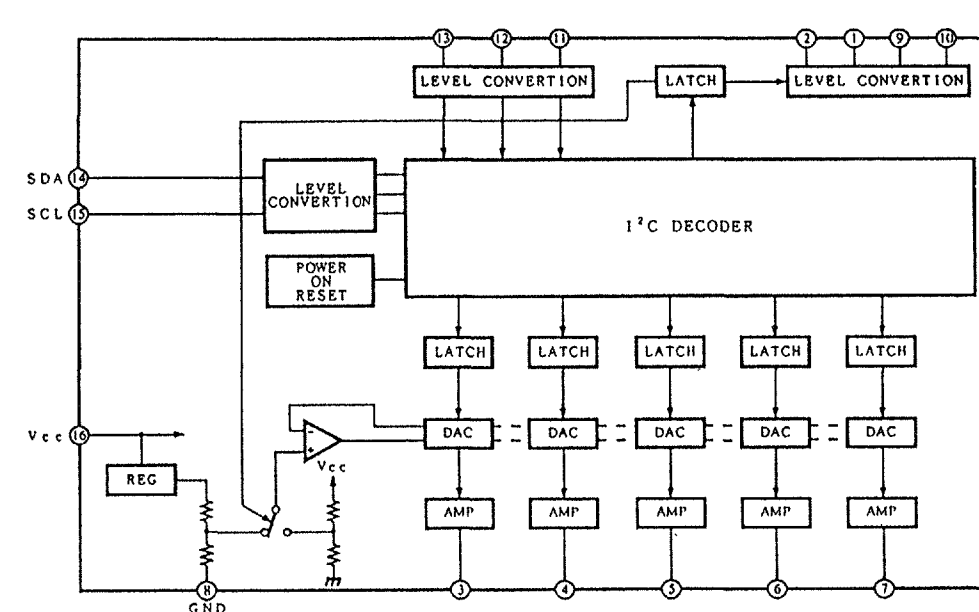 13 12 11 2 1 9 10
LEVEL CONVERTION LATCH LEVEL CONVERTION
SDA 14
LEVEL
CONVERTION
SCL 15
I²C DECODER
POWER
ON
RESET
LATCH LATCH LATCH LATCH LATCH
Vcc 16
- DAC DAC DAC DAC DAC
+
Vcc
REG
AMP AMP AMP AMP AMP
8 3 4 5 6 7
GND